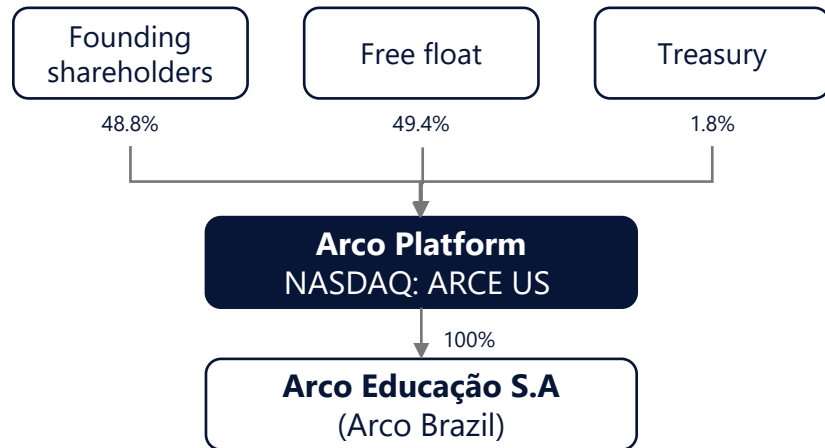 Founding
shareholders
Free float
Treasury
48.8%
49.4%
1.8%
Arco Platform
NASDAQ: ARCE US
100%
Arco Educação S.A
(Arco Brazil)